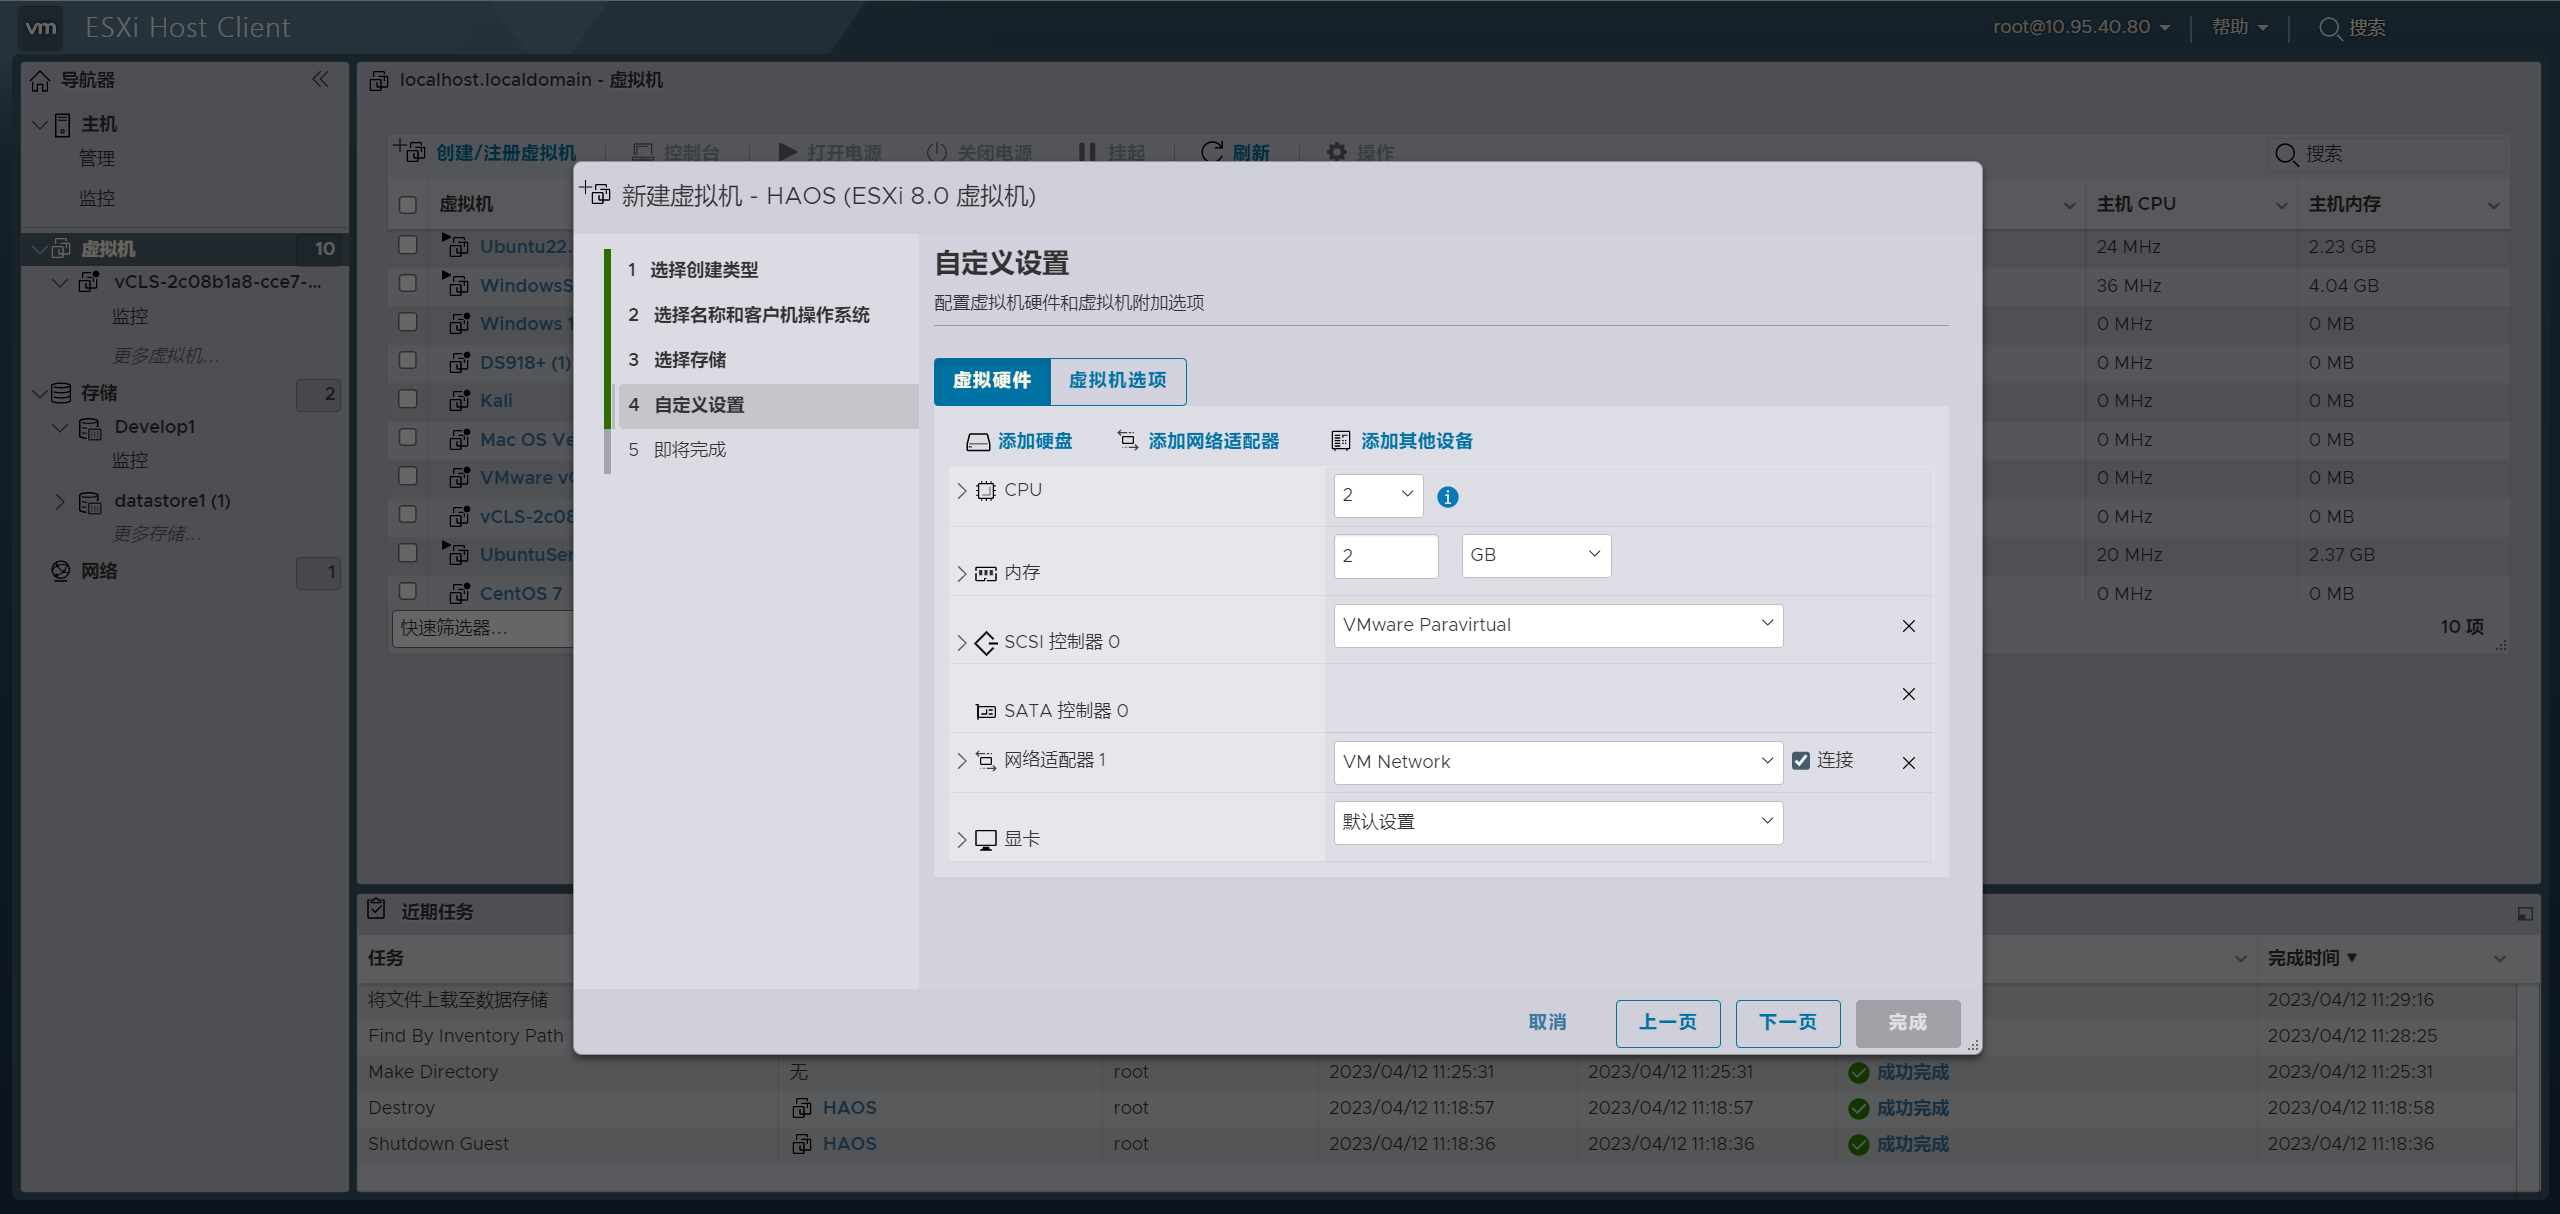 vm ESXi Host Client root@10.95.40.80 帮助 搜索
导航器
主机
管理
监控
虚拟机 10
vCLS-2c08b1a8-cce7-...
监控
更多虚拟机...
存储 2
Develop1
监控
datastore1 (1)
更多存储...
网络 1
localhost.localdomain - 虚拟机
创建/注册虚拟机 控制台 打开电源 关闭电源 挂起 刷新 操作 搜索
虚拟机 主机 CPU 主机内存
Ubuntu22. 24 MHz 2.23 GB
WindowsS 36 MHz 4.04 GB
Windows 1 0 MHz 0 MB
DS918+ (1) 0 MHz 0 MB
Kali 0 MHz 0 MB
Mac OS Ve 0 MHz 0 MB
VMware vC 0 MHz 0 MB
vCLS-2c08 0 MHz 0 MB
UbuntuSer 20 MHz 2.37 GB
CentOS 7 0 MHz 0 MB
快速筛选器... 10 项
新建虚拟机 - HAOS (ESXi 8.0 虚拟机)
1 选择创建类型
2 选择名称和客户机操作系统
3 选择存储
4 自定义设置
5 即将完成
自定义设置
配置虚拟机硬件和虚拟机附加选项
虚拟硬件 虚拟机选项
添加硬盘 添加网络适配器 添加其他设备
CPU 2
内存 2 GB
SCSI 控制器 0 VMware Paravirtual
SATA 控制器 0
网络适配器 1 VM Network 连接
显卡 默认设置
取消 上一页 下一页 完成
近期任务
任务 完成时间 ▼
将文件上载至数据存储 2023/04/12 11:29:16
Find By Inventory Path 2023/04/12 11:28:25
Make Directory 无 root 2023/04/12 11:25:31 2023/04/12 11:25:31 成功完成 2023/04/12 11:25:31
Destroy HAOS root 2023/04/12 11:18:57 2023/04/12 11:18:57 成功完成 2023/04/12 11:18:58
Shutdown Guest HAOS root 2023/04/12 11:18:36 2023/04/12 11:18:36 成功完成 2023/04/12 11:18:36